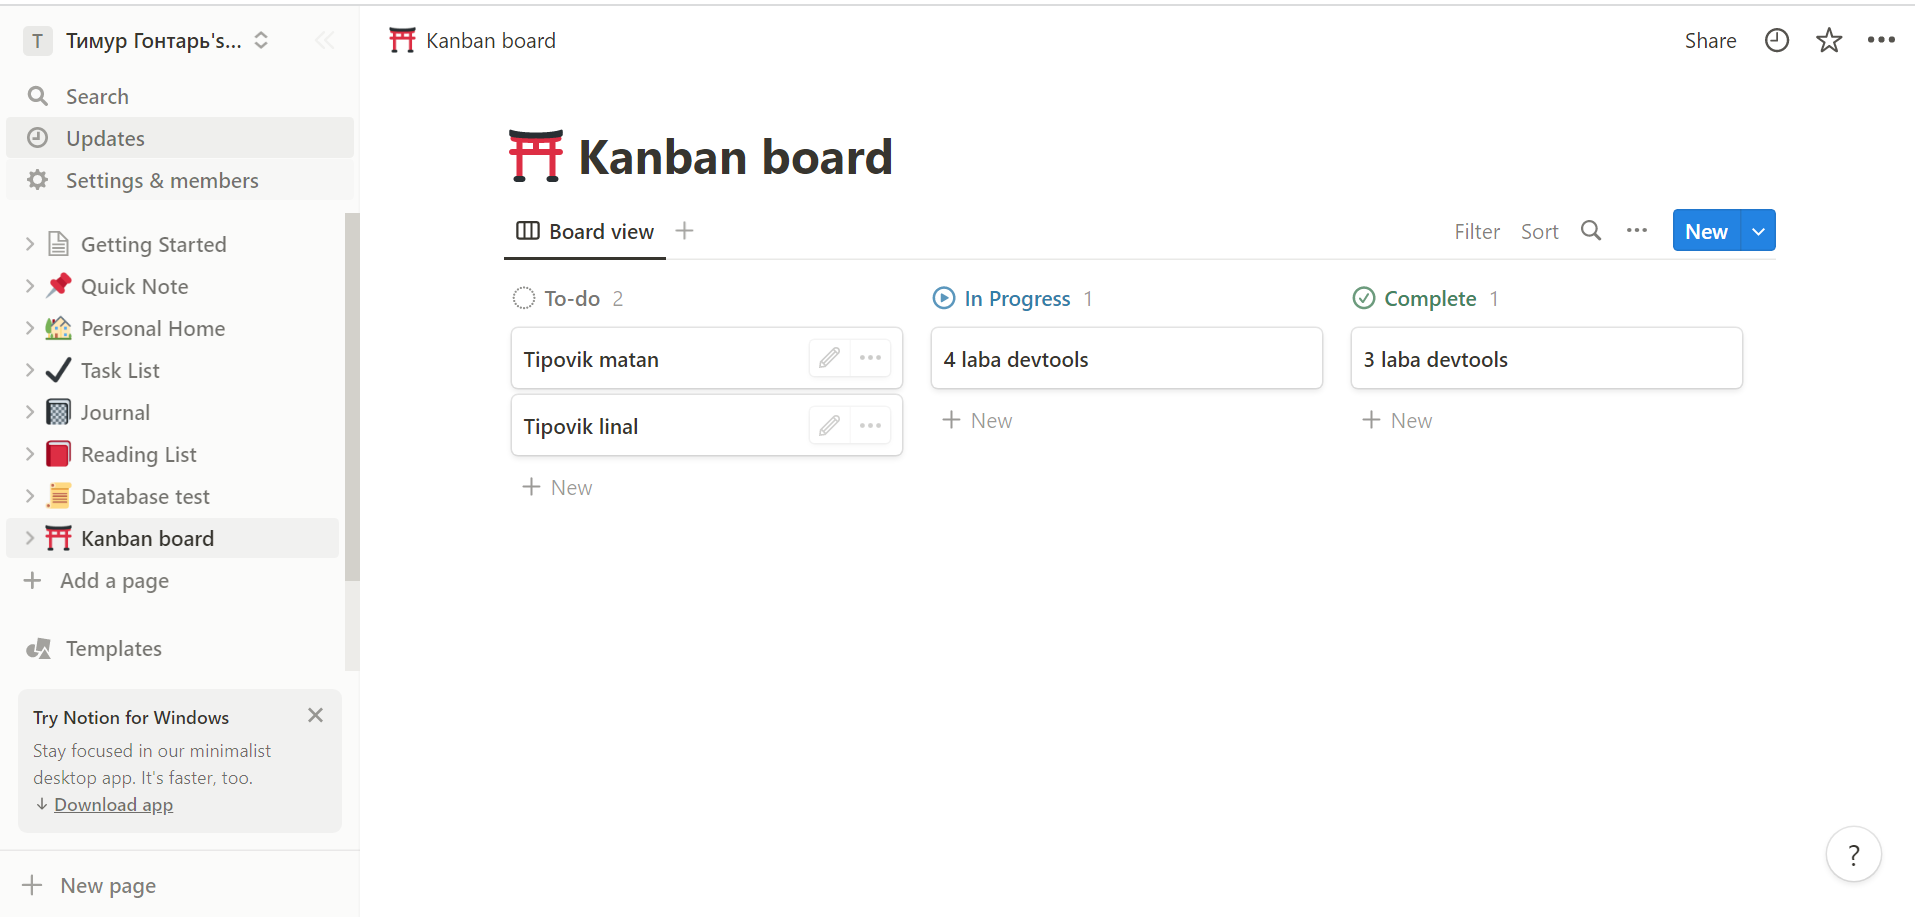 T Тимур Гонтарь's...
Search
Updates
Settings & members
Getting Started
Quick Note
Personal Home
Task List
Journal
Reading List
Database test
Kanban board
Add a page
Templates
Try Notion for Windows
Stay focused in our minimalist
desktop app. It's faster, too.
Download app
New page
Kanban board
Share
Kanban board
Board view
Filter Sort New
To-do 2
Tipovik matan
Tipovik linal
New
In Progress 1
4 laba devtools
New
Complete 1
3 laba devtools
New
?